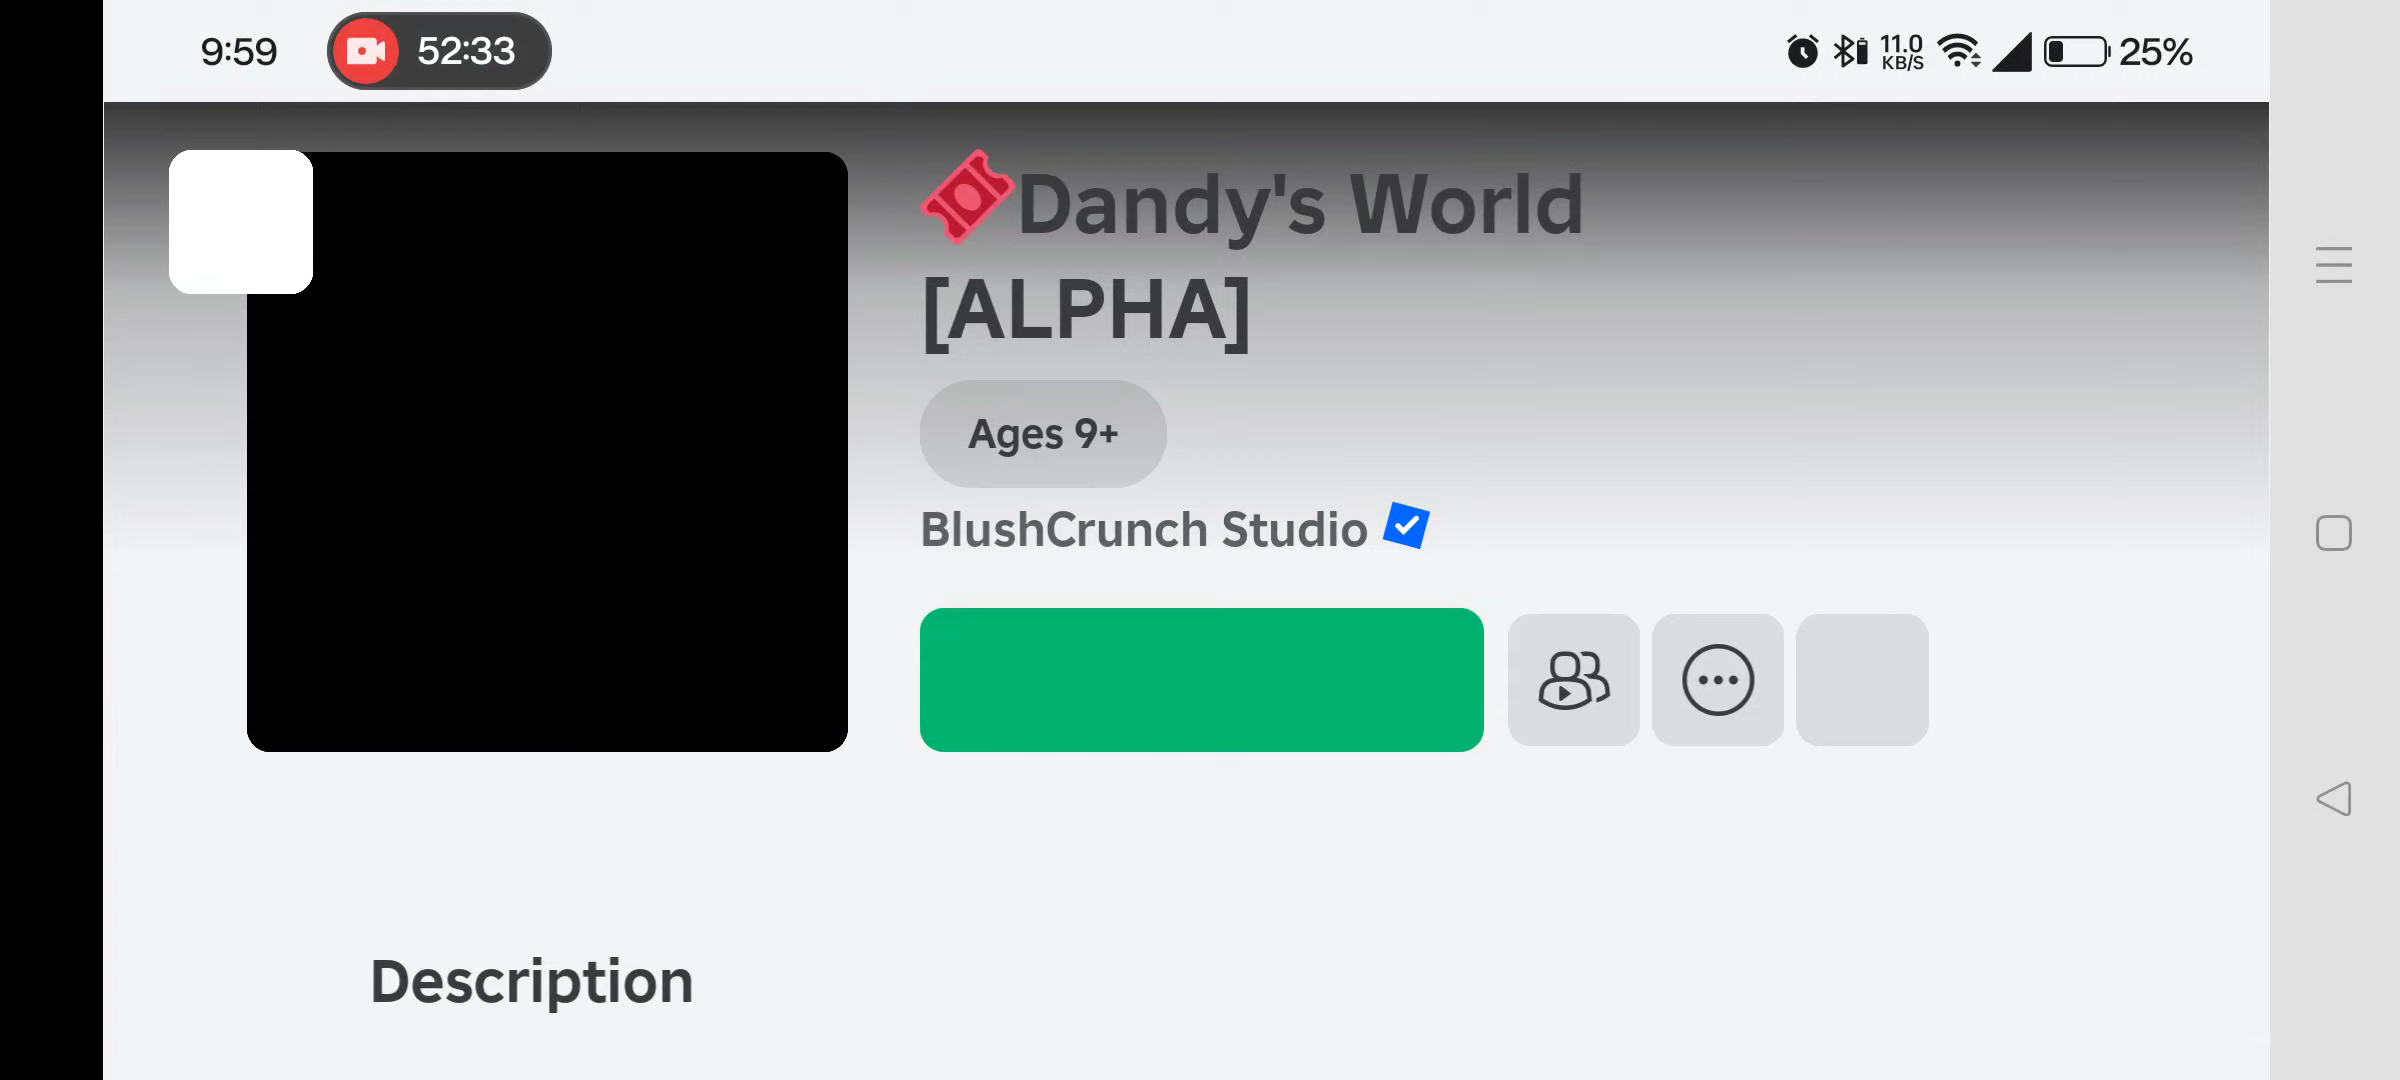 9:59 52:33 11.0 KB/S 25%
Dandy's World
[ALPHA]
Ages 9+
BlushCrunch Studio
Description